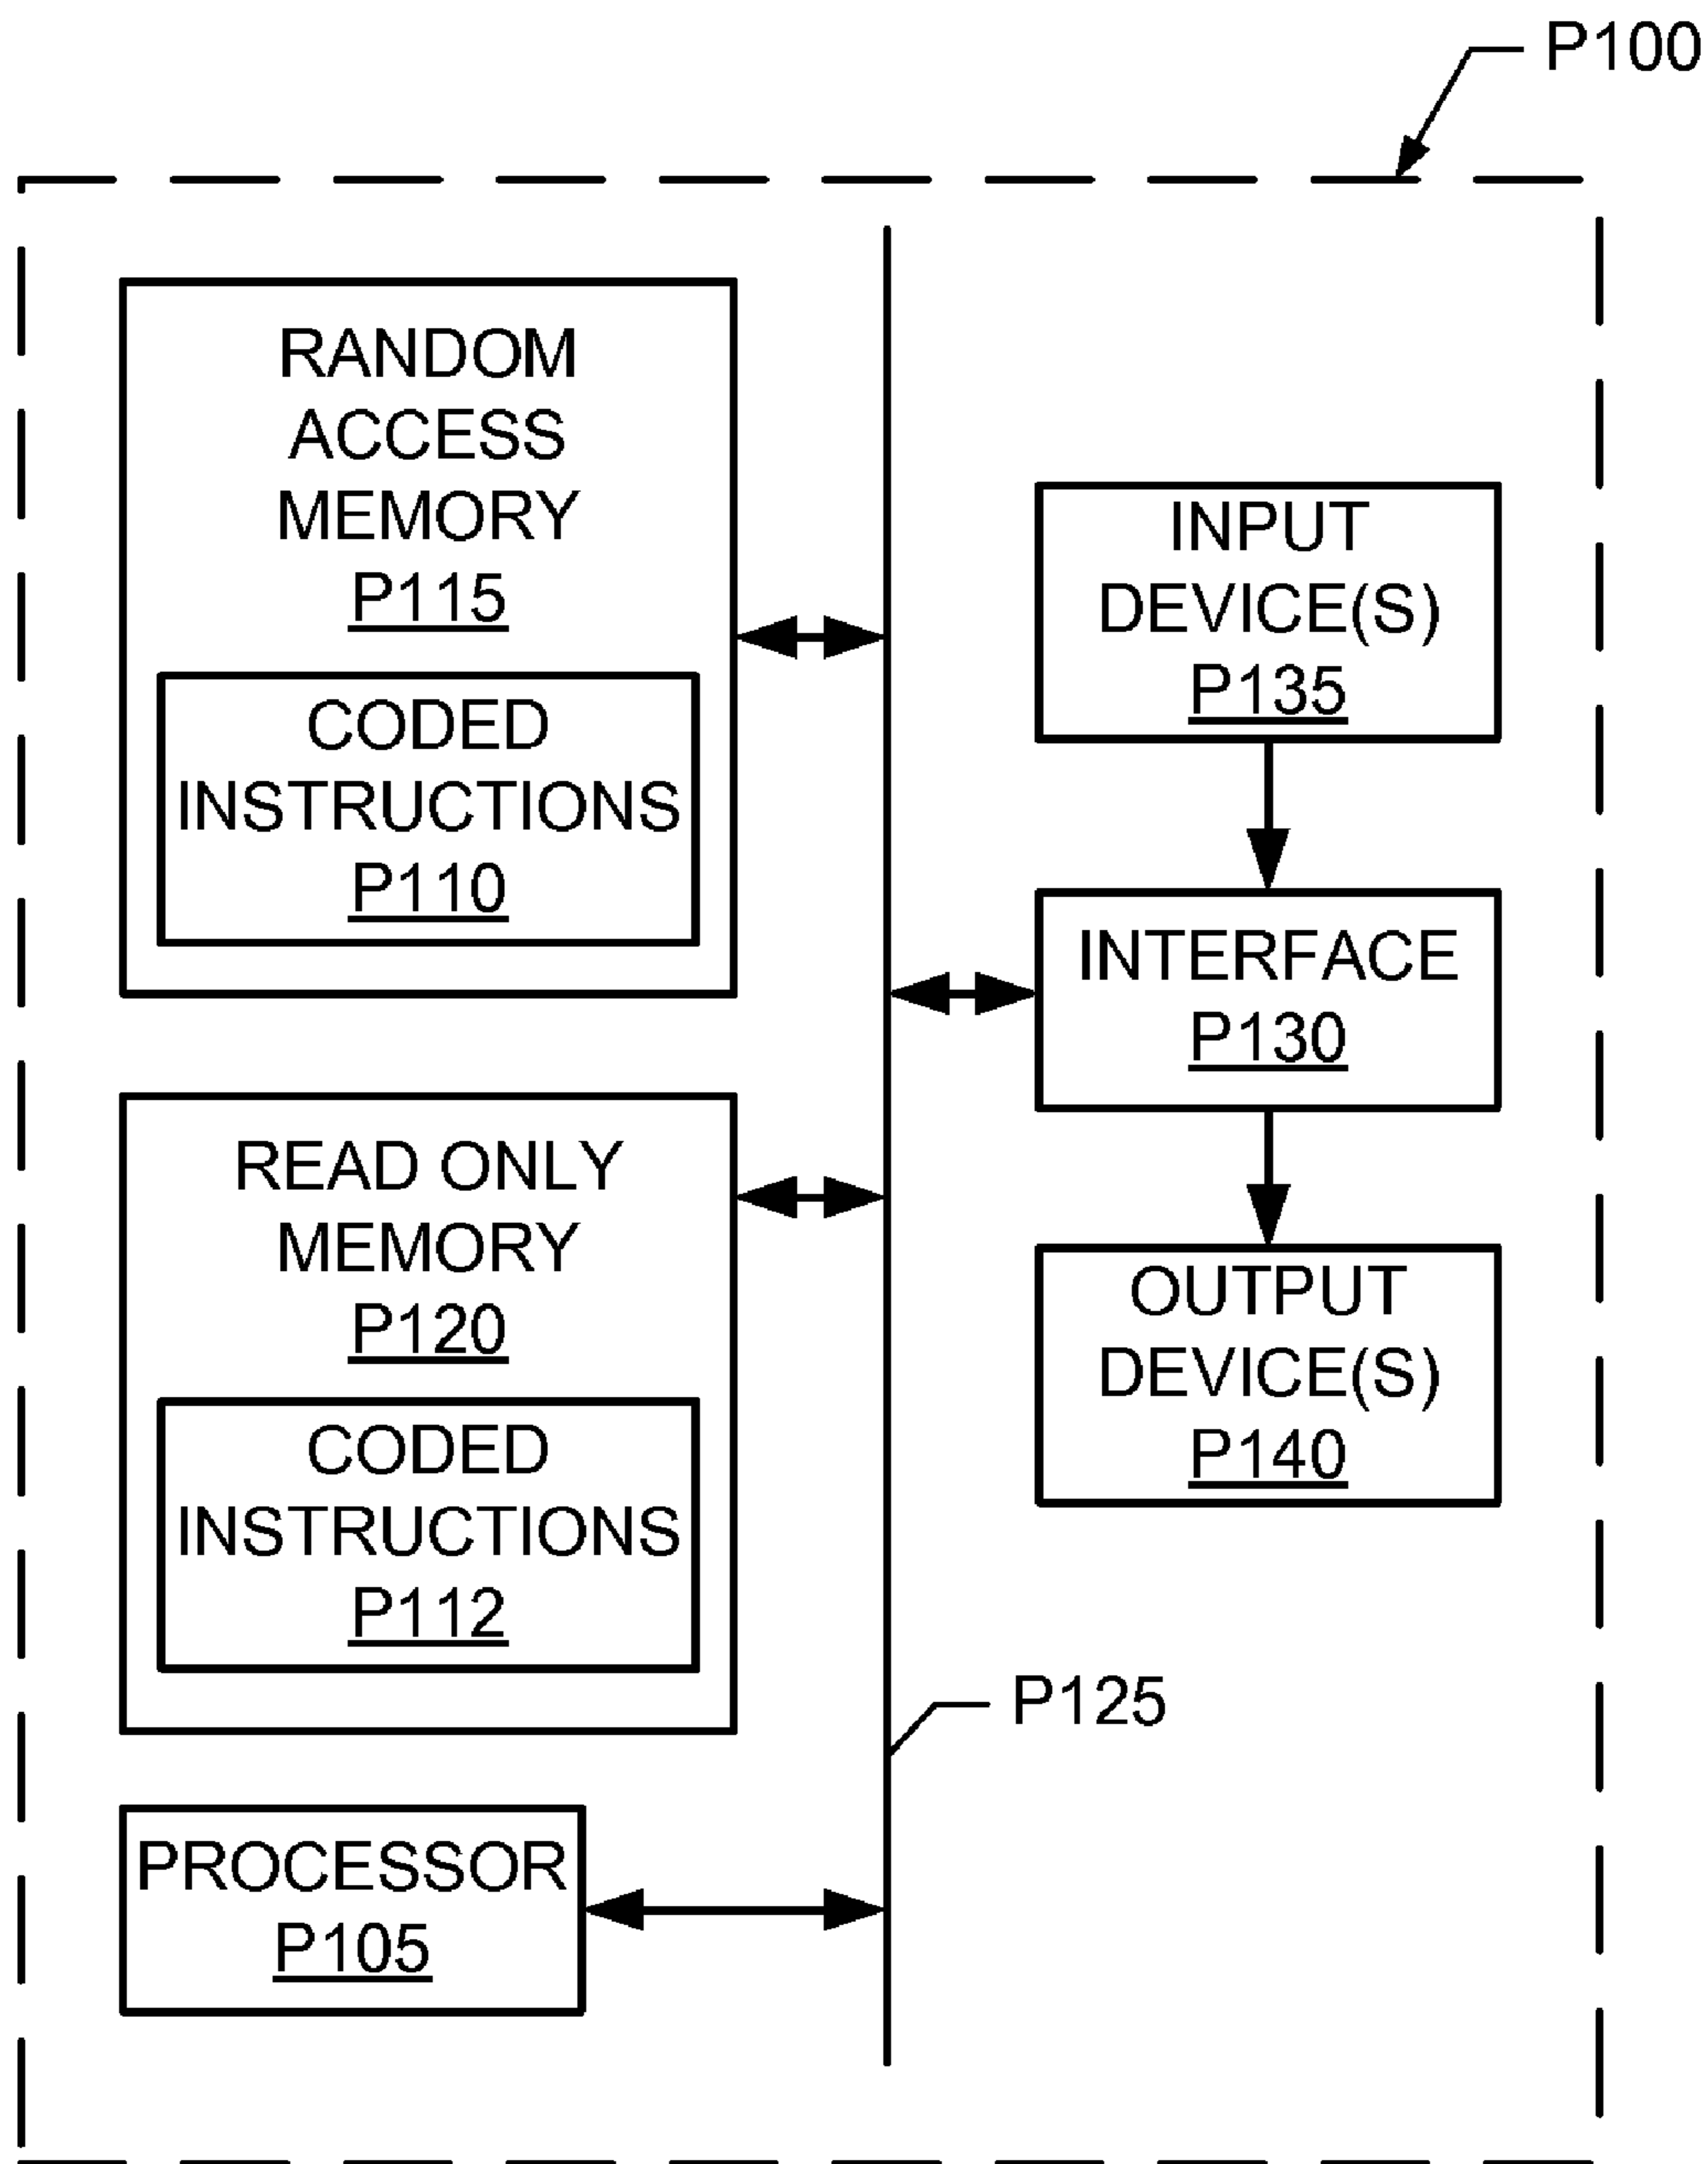 P100
RANDOM
ACCESS
MEMORY
P115
CODED
INSTRUCTIONS
P110
READ ONLY
MEMORY
P120
CODED
INSTRUCTIONS
P112
PROCESSOR
P105
INPUT
DEVICE(S)
P135
INTERFACE
P130
OUTPUT
DEVICE(S)
P140
P125